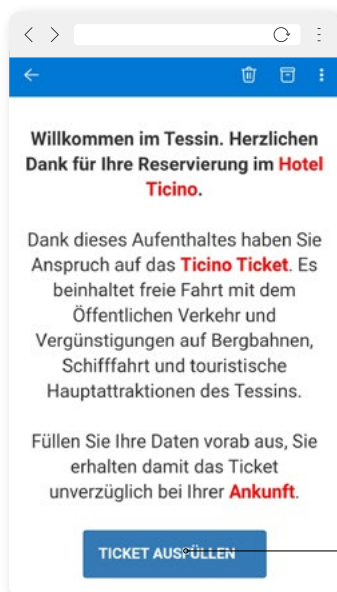 Willkommen im Tessin. Herzlichen
Dank für Ihre Reservierung im Hotel
Ticino.
Dank dieses Aufenthaltes haben Sie
Anspruch auf das Ticino Ticket. Es
beinhaltet freie Fahrt mit dem
Öffentlichen Verkehr und
Vergünstigungen auf Bergbahnen,
Schifffahrt und touristische
Hauptattraktionen des Tessins.
Füllen Sie Ihre Daten vorab aus, Sie
erhalten damit das Ticket
unverzüglich bei Ihrer Ankunft.
TICKET AUSFÜLLEN